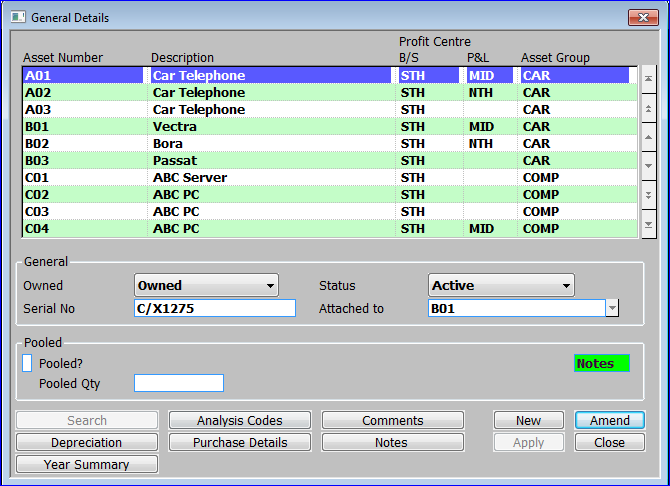 General Details
Profit Centre
Asset Number Description B/S P&L Asset Group
A01 Car Telephone STH MID CAR
A02 Car Telephone STH NTH CAR
A03 Car Telephone STH CAR
B01 Vectra STH MID CAR
B02 Bora STH NTH CAR
B03 Passat STH CAR
C01 ABC Server STH COMP
C02 ABC PC STH COMP
C03 ABC PC STH COMP
C04 ABC PC STH MID COMP
General
Owned Owned Status Active
Serial No C/X1275 Attached to B01
Pooled
Pooled? Notes
Pooled Qty
Search Analysis Codes Comments New Amend
Depreciation Purchase Details Notes Apply Close
Year Summary